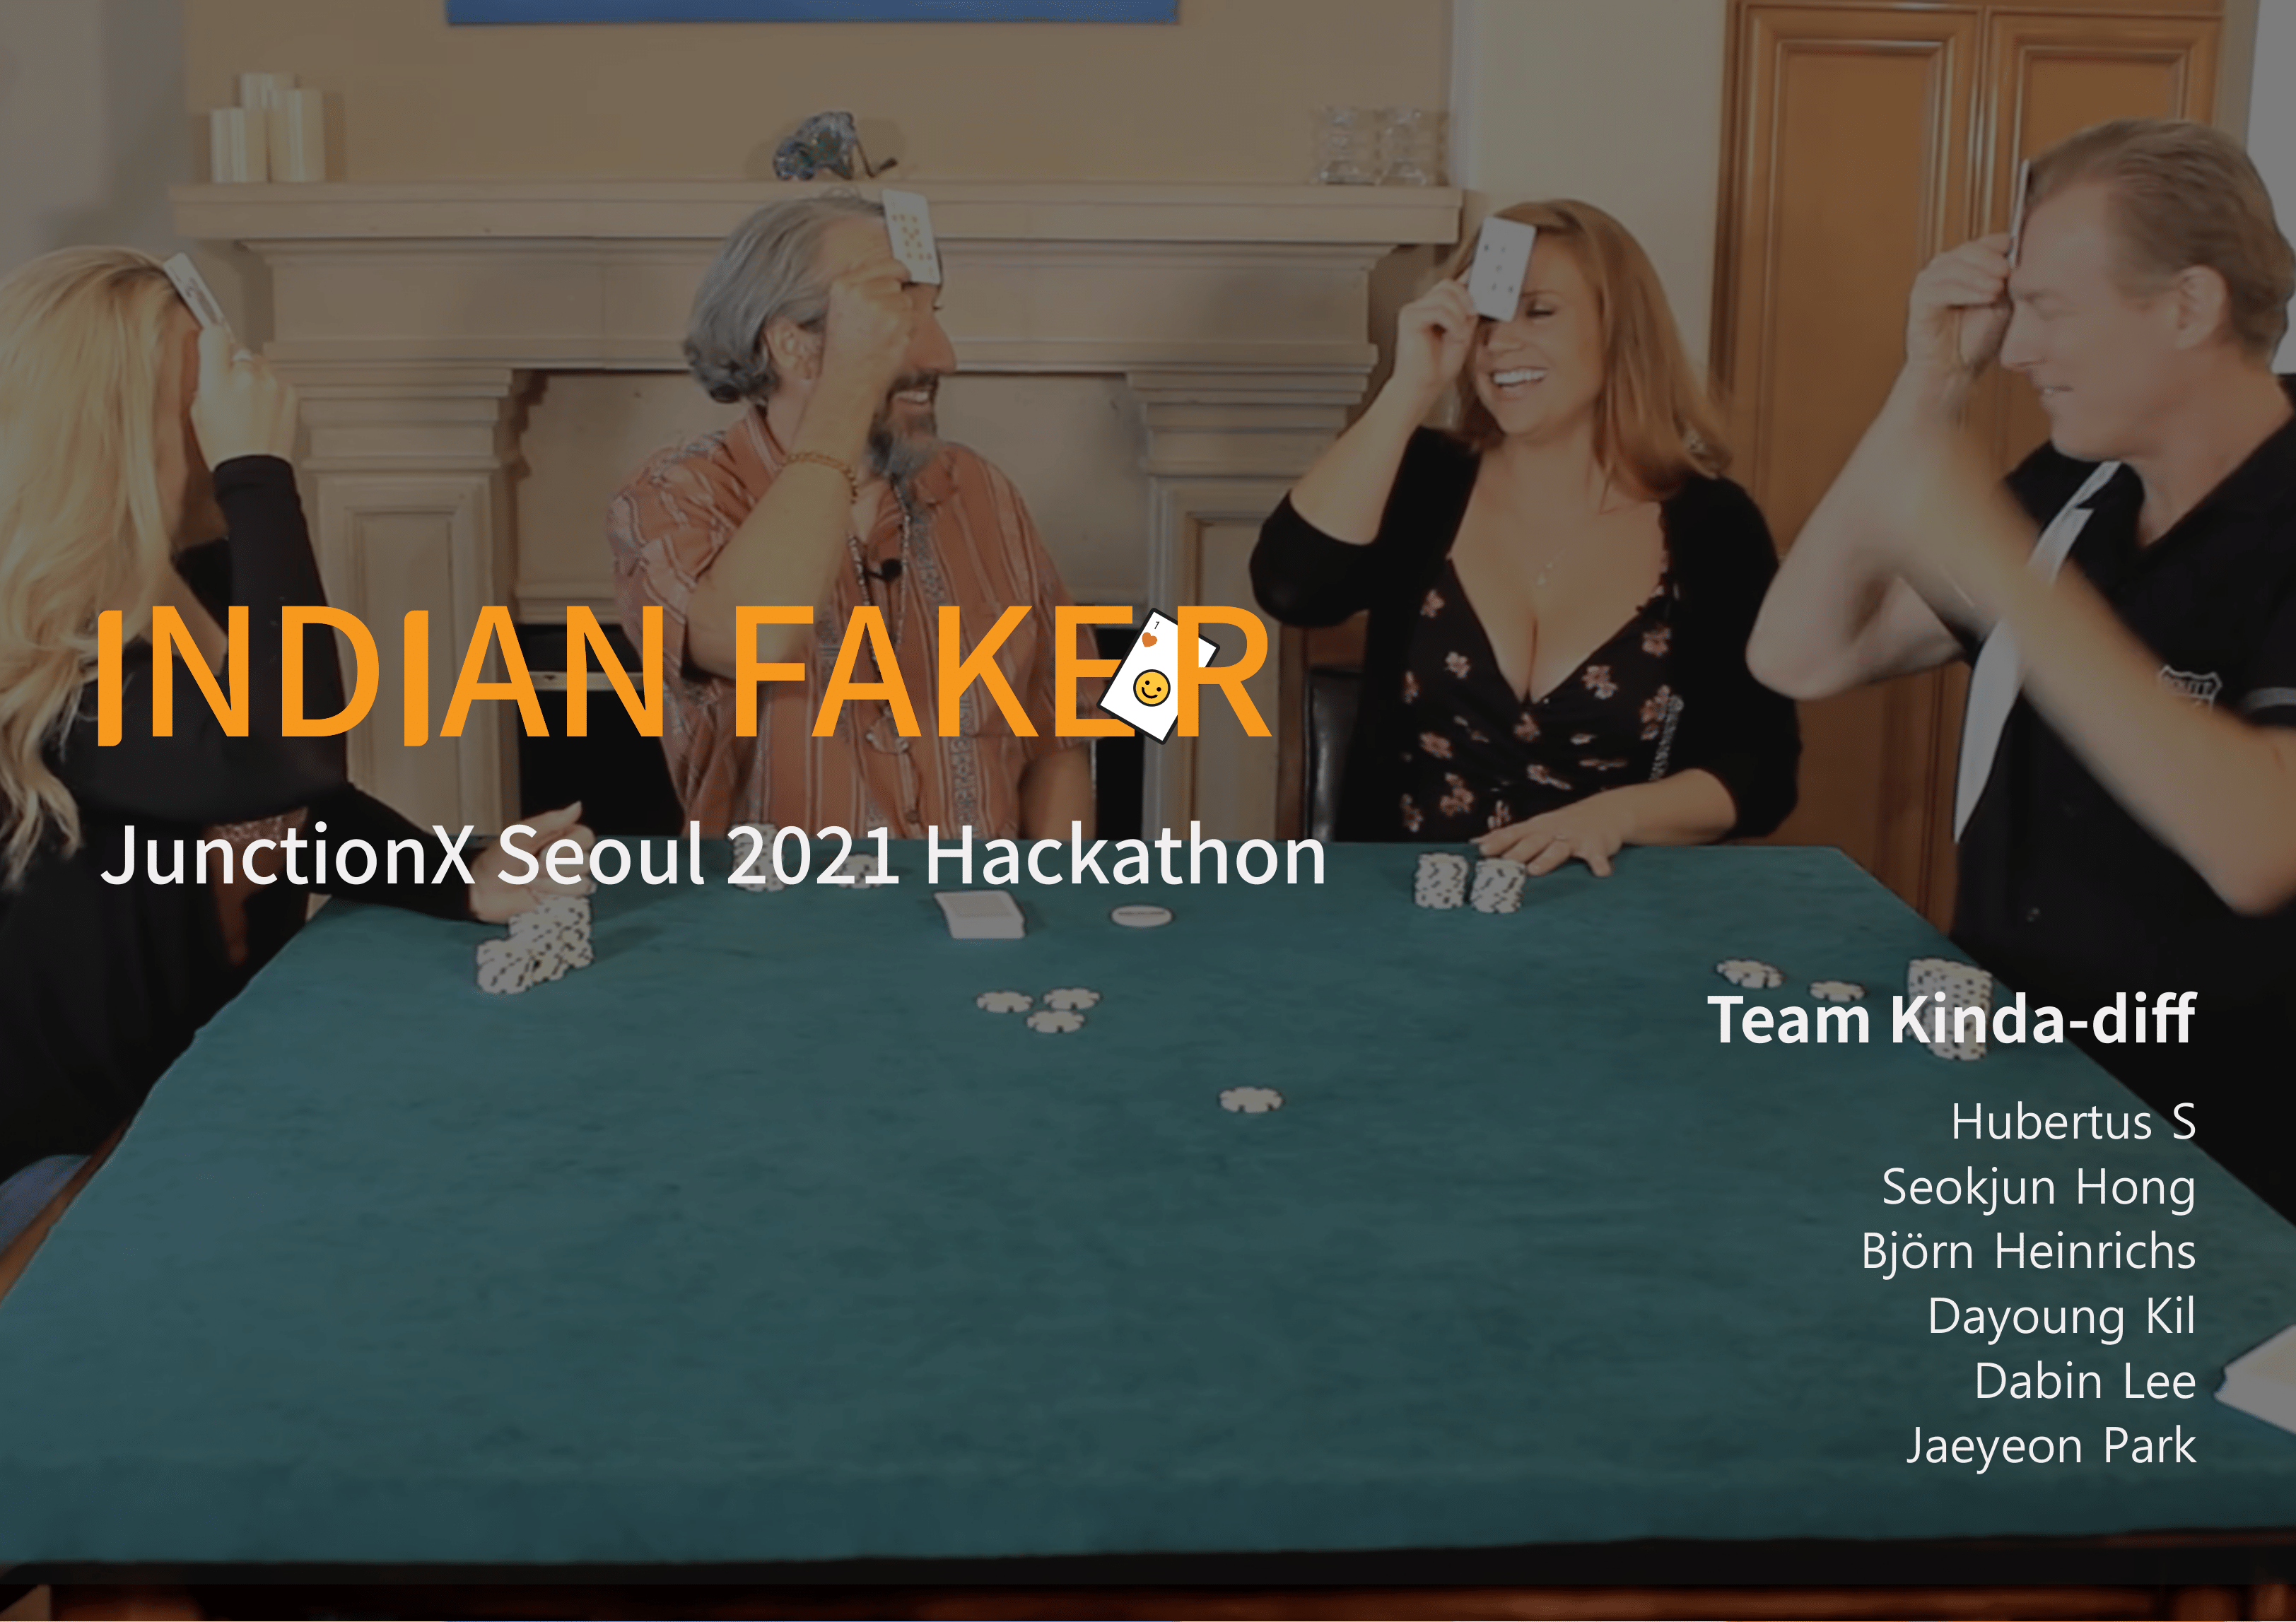 INDIAN FAKER
1
JunctionX Seoul 2021 Hackathon
Team Kinda-diff
Hubertus S
Seokjun Hong
Björn Heinrichs
Dayoung Kil
Dabin Lee
Jaeyeon Park